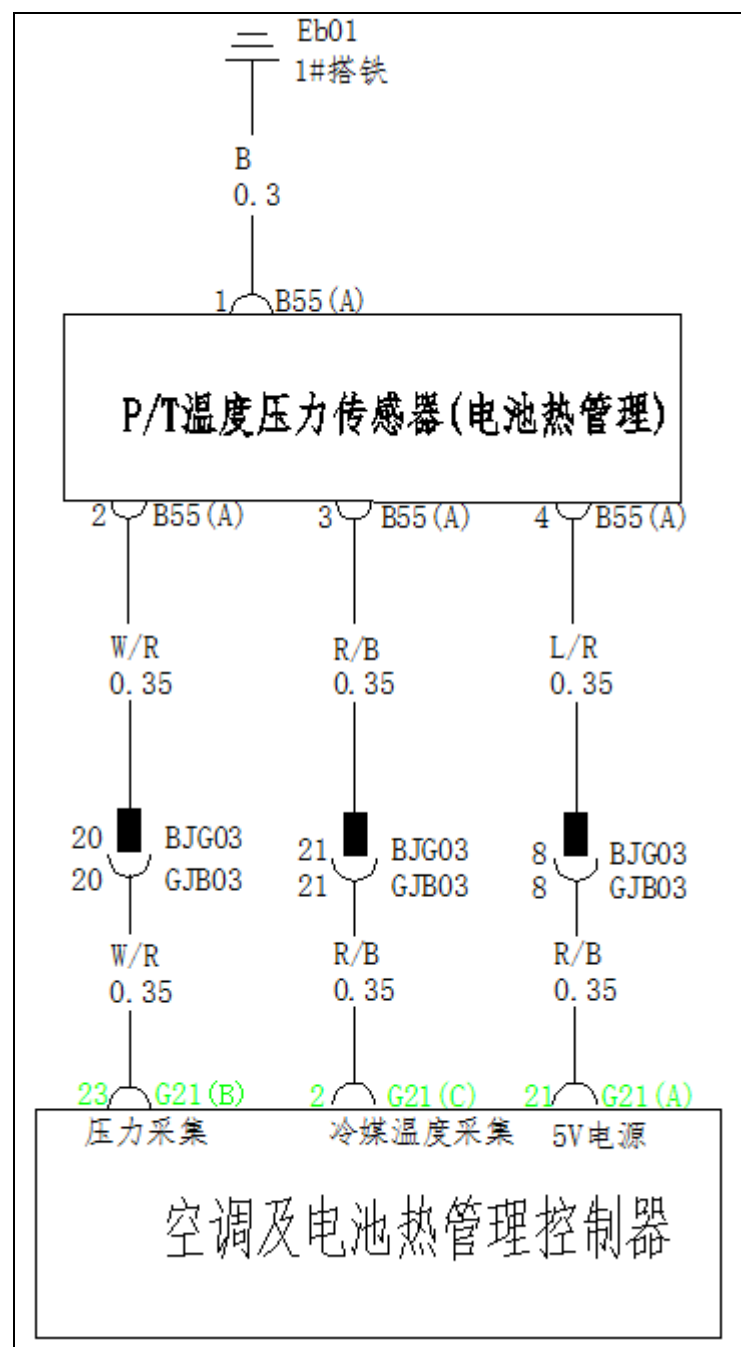 Eb01
1#搭铁
B
0.3
1 B55(A)
P/T温度压力传感器(电池热管理)
2 B55(A) 3 B55(A) 4 B55(A)
W/R R/B L/R
0.35 0.35 0.35
20 BJG03 21 BJG03 8 BJG03
20 GJB03 21 GJB03 8 GJB03
W/R R/B R/B
0.35 0.35 0.35
23 G21(B) 2 G21(C) 21 G21(A)
压力采集 冷媒温度采集 5V电源
空调及电池热管理控制器